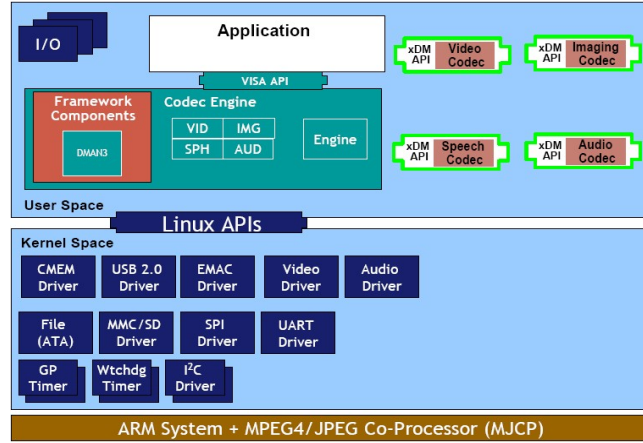 I/O
Application
VISA API
Framework
Components
DMAN3
Codec Engine
VID
IMG
SPH
AUD
Engine
xDM
API
Video
Codec
xDM
API
Imaging
Codec
xDM
API
Speech
Codec
xDM
API
Audio
Codec
User Space
Linux APIs
Kernel Space
CMEM
Driver
USB 2.0
Driver
EMAC
Driver
Video
Driver
Audio
Driver
File
(ATA)
MMC/SD
Driver
SPI
Driver
UART
Driver
GP
Timer
Wtchdg
Timer
I²C
Driver
ARM System + MPEG4/JPEG Co-Processor (MJCP)